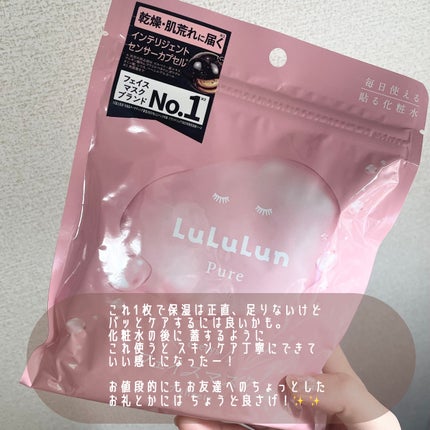 乾燥・肌荒れに届く
インテリジェント
センサーカプセル
フェイス
マスク
ブランド
No.1
毎日使える
貼る化粧水
LuLuLun
Pure
これ1枚で保湿は正直、足りないけど
パッとケアするには良いかも。
化粧水の後に 蓋するように
これ使うと スキンケア丁寧にできて
いい感じになったー！
お値段的にもお友達へのちょっとした
お礼とかには ちょうど良さげ！✨✨